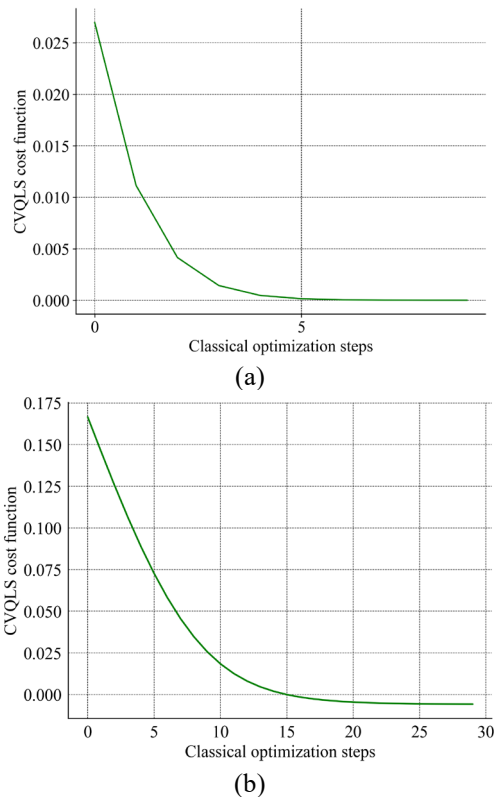 0.025
0.020
0.015
0.010
0.005
0.000
CVQLS cost function
0 5
Classical optimization steps
(a)
0.175
0.150
0.125
0.100
0.075
0.050
0.025
0.000
CVQLS cost function
0 5 10 15 20 25 30
Classical optimization steps
(b)